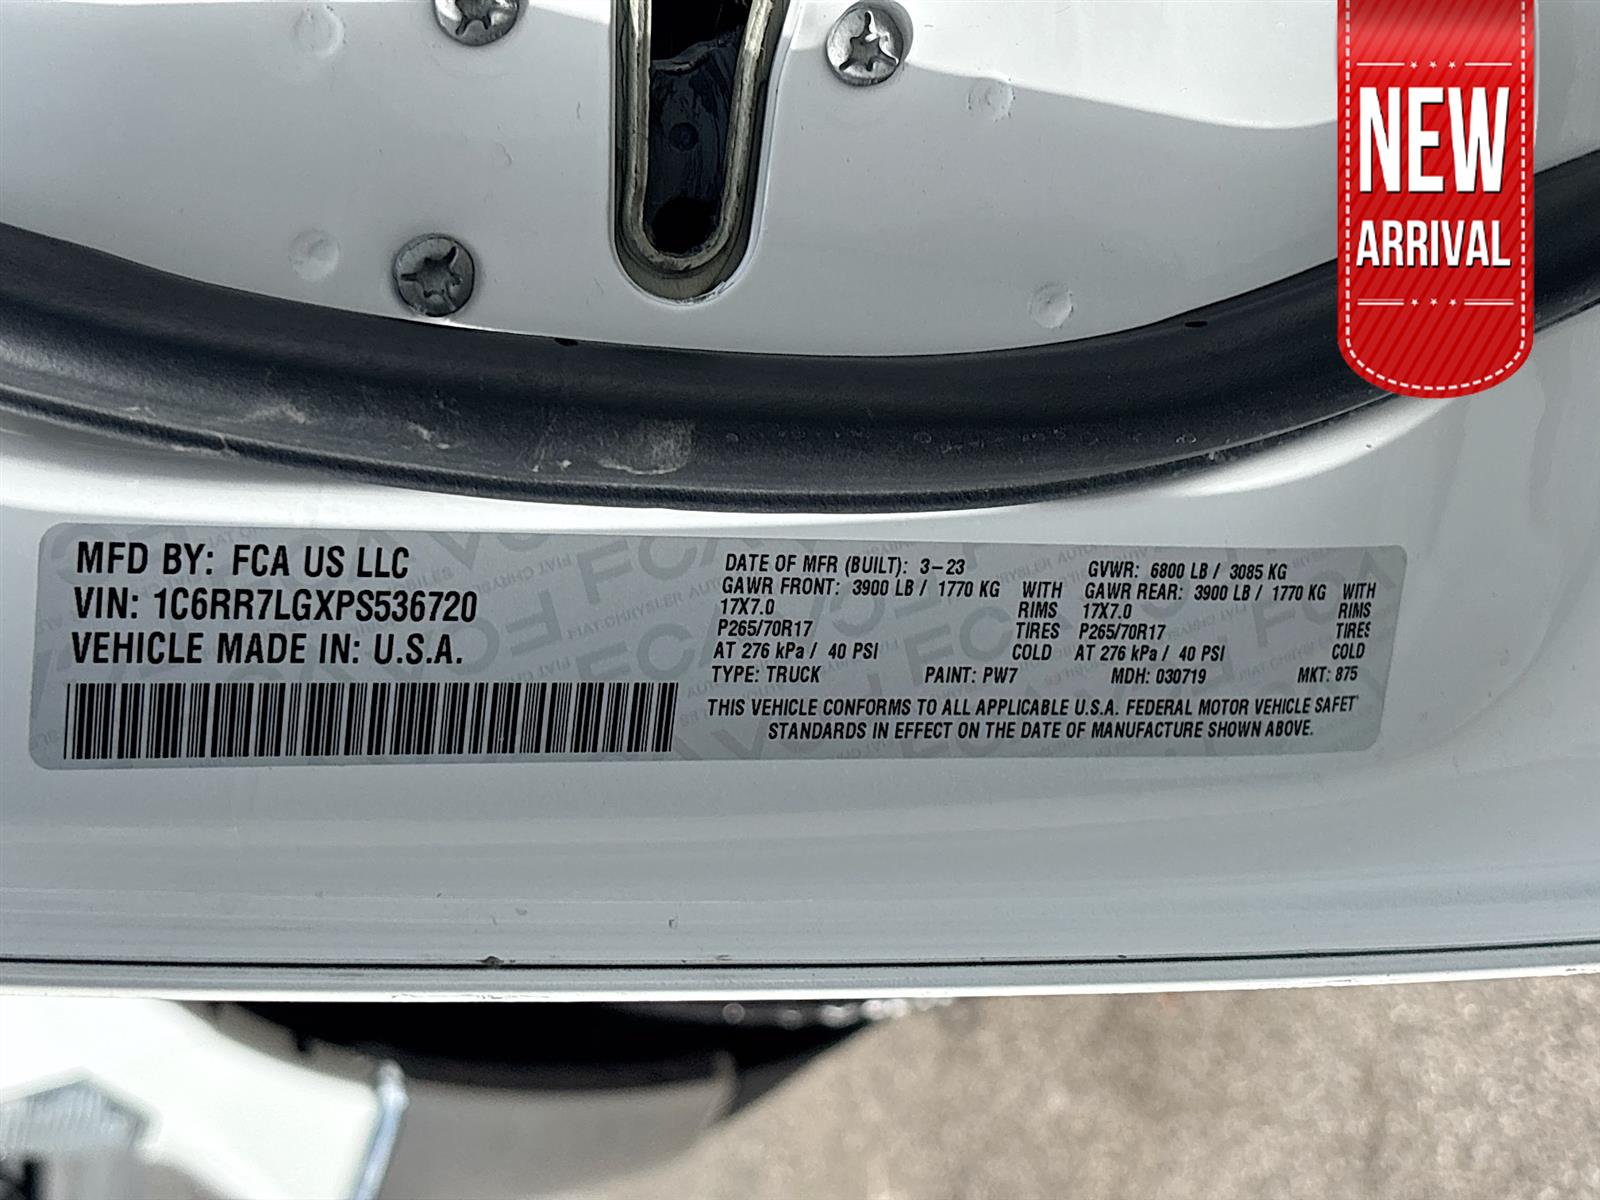 NEW
ARRIVAL
MFD BY: FCA US LLC
VIN: 1C6RR7LGXPS536720
VEHICLE MADE IN: U.S.A.
DATE OF MFR (BUILT): 3-23 GVWR: 6800 LB / 3085 KG
GAWR FRONT: 3900 LB / 1770 KG WITH GAWR REAR: 3900 LB / 1770 KG WITH
17X7.0 RIMS 17X7.0 RIMS
P265/70R17 TIRES P265/70R17 TIRES
AT 276 kPa / 40 PSI COLD AT 276 kPa / 40 PSI COLD
TYPE: TRUCK PAINT: PW7 MDH: 030719 MKT: 875
THIS VEHICLE CONFORMS TO ALL APPLICABLE U.S.A. FEDERAL MOTOR VEHICLE SAFET
STANDARDS IN EFFECT ON THE DATE OF MANUFACTURE SHOWN ABOVE.